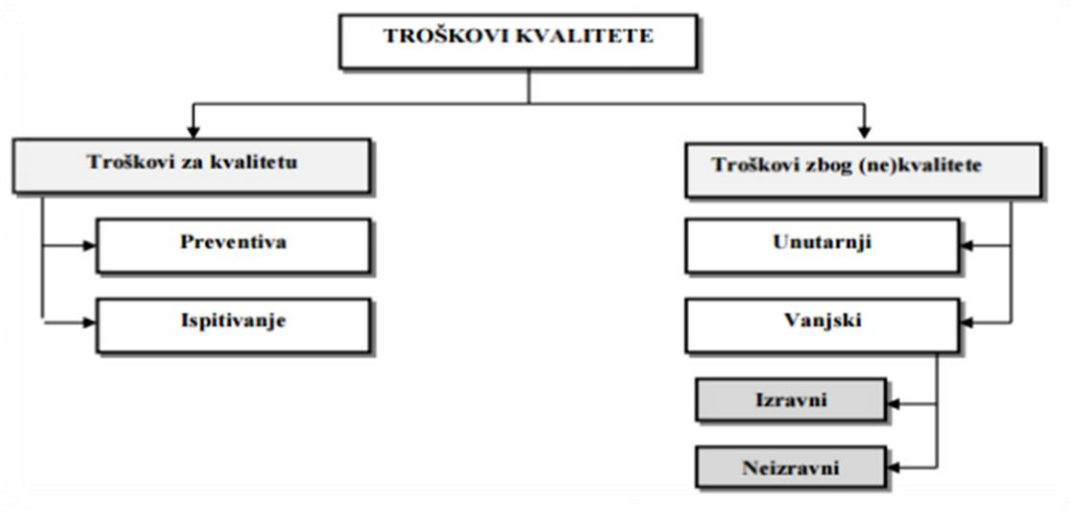 TROŠKOVI KVALITETE
Troškovi za kvalitetu
Preventiva
Ispitivanje
Troškovi zbog (ne)kvalitete
Unutarnji
Vanjski
Izravni
Neizravni